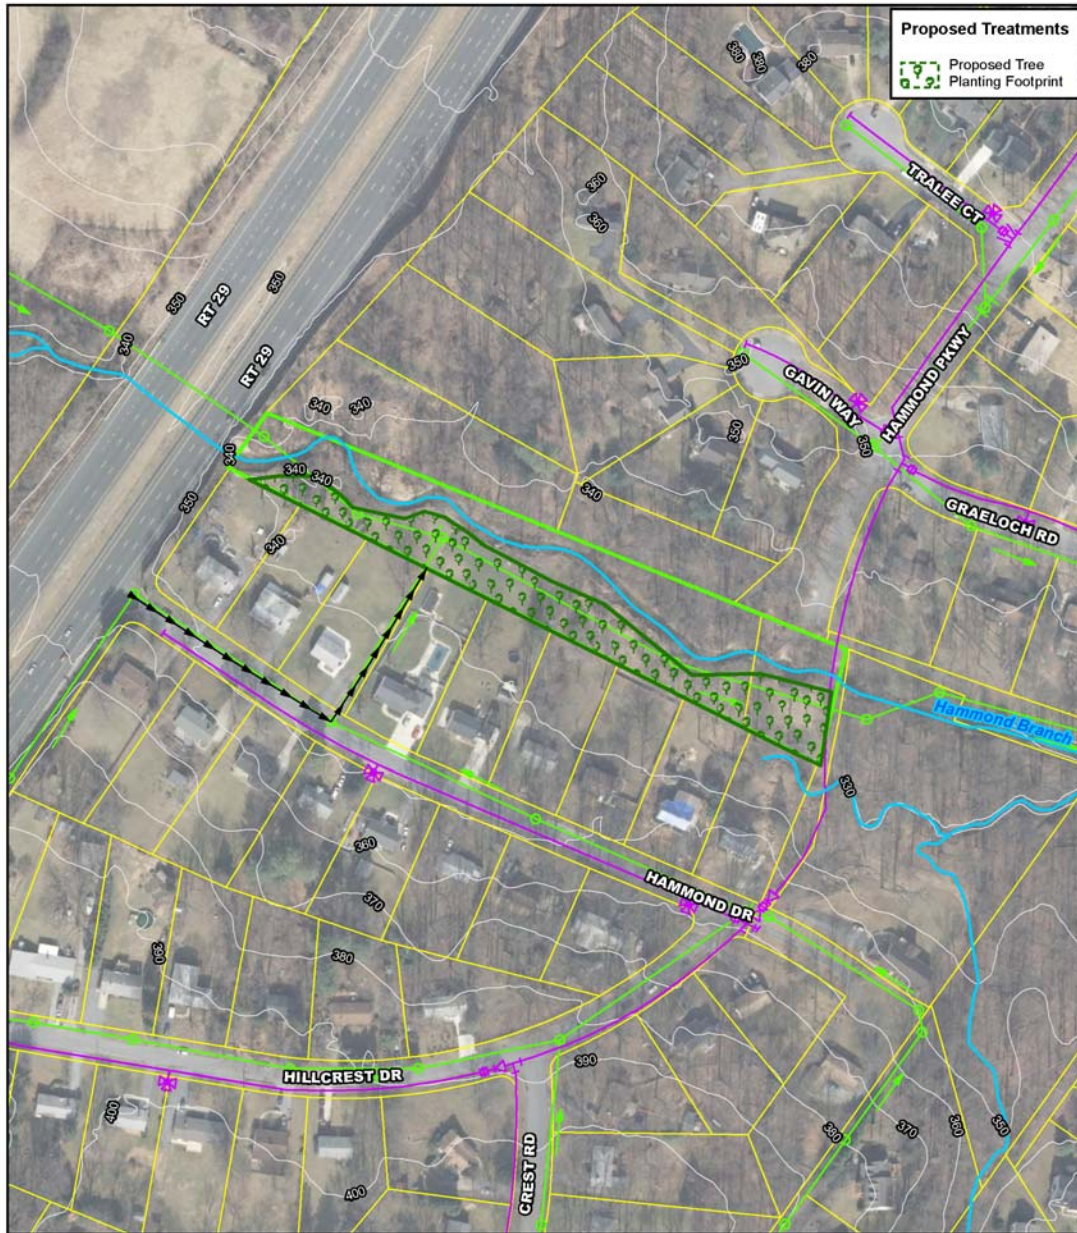 Proposed Treatments
Proposed Tree
Planting Footprint
380
380
380
TRALEE CT
360
360
350
RT 29
350
340
RT 29
HAMMOND PKWY
350
GAVIN WAY
350
350
340
340
340
340
340
340
350
340
GRAELOCH RD
Hammond Branch
330
360
HAMMOND DR
370
380
390
390
HILLCREST DR
400
400
CREST RD
380
370
360
350